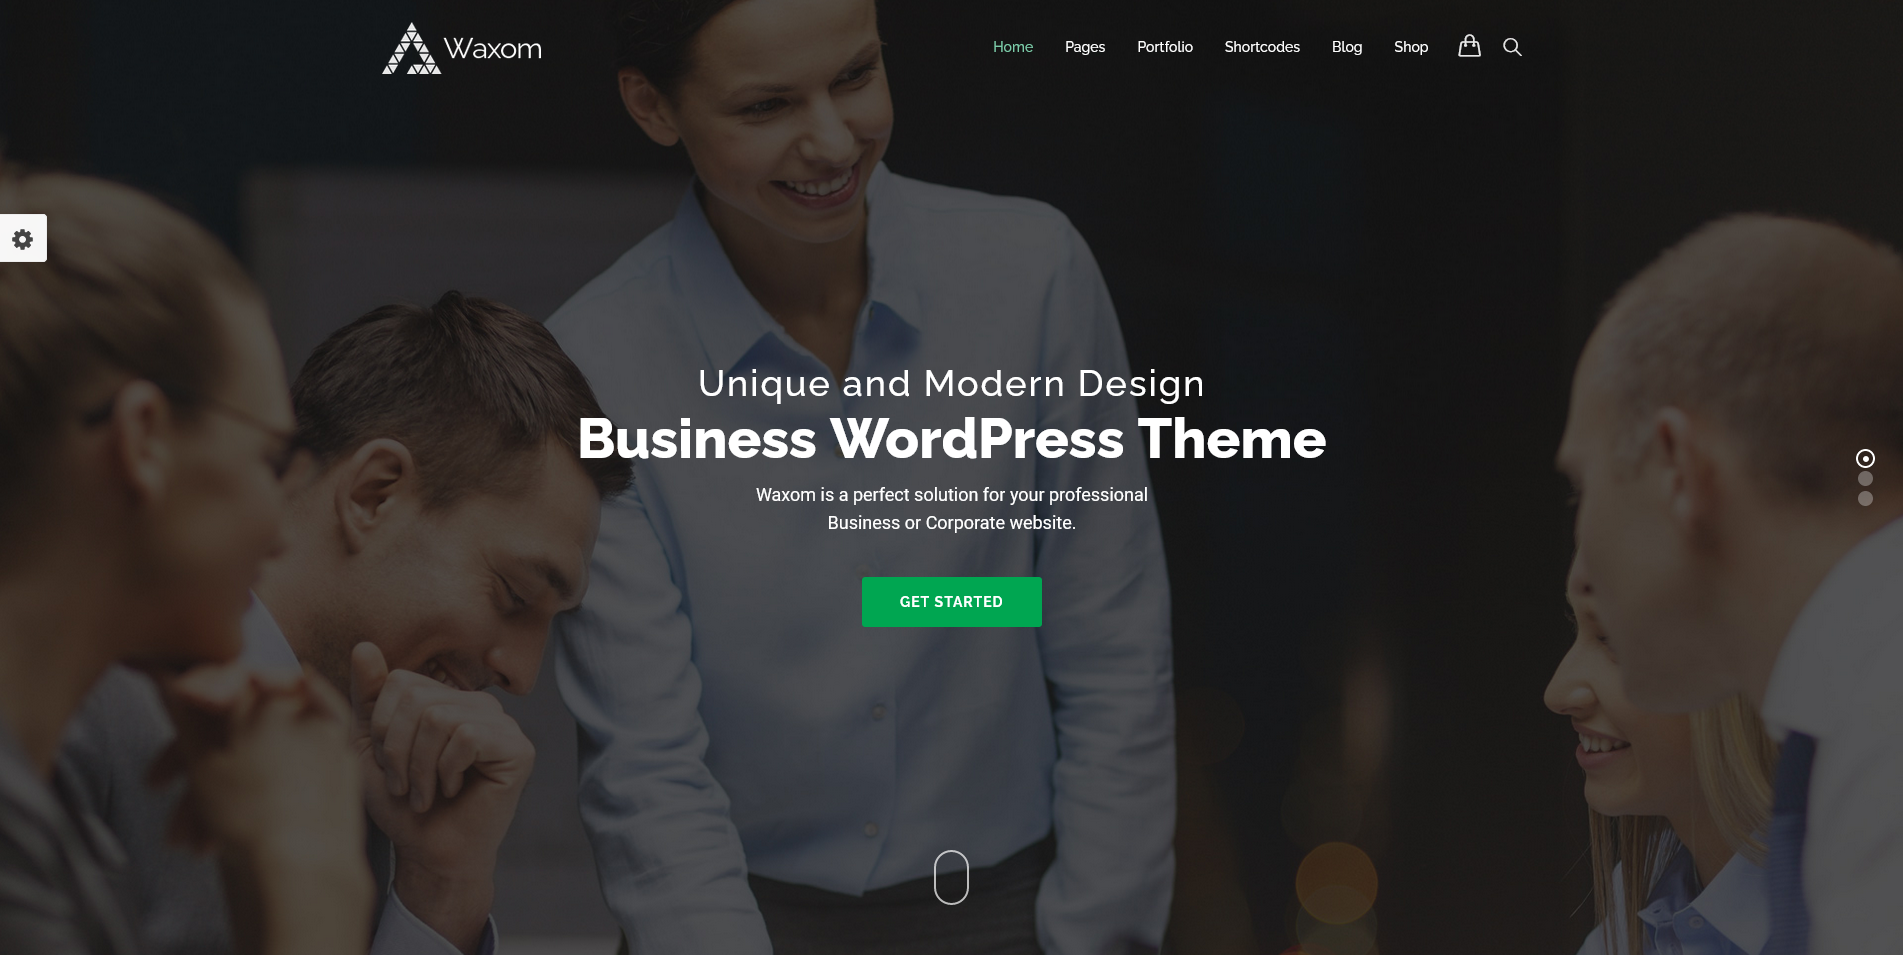 Waxom
Home Pages Portfolio Shortcodes Blog Shop
Unique and Modern Design
Business WordPress Theme
Waxom is a perfect solution for your professional
Business or Corporate website.
GET STARTED